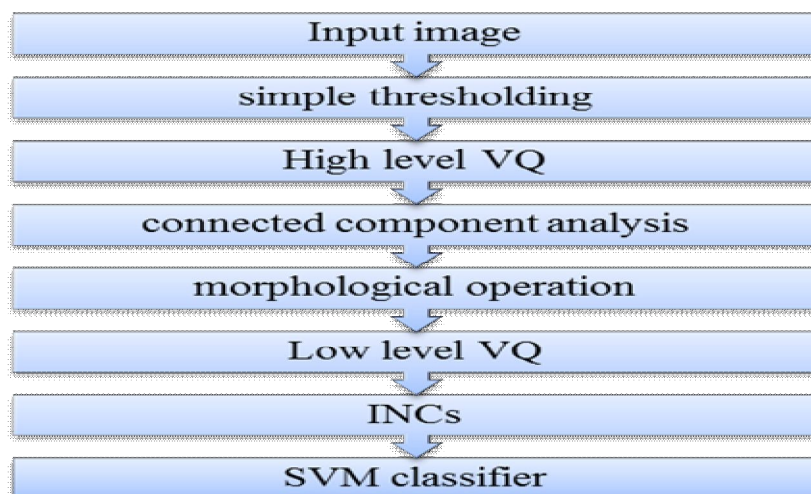 Input image
simple thresholding
High level VQ
connected component analysis
morphological operation
Low level VQ
INCs
SVM classifier